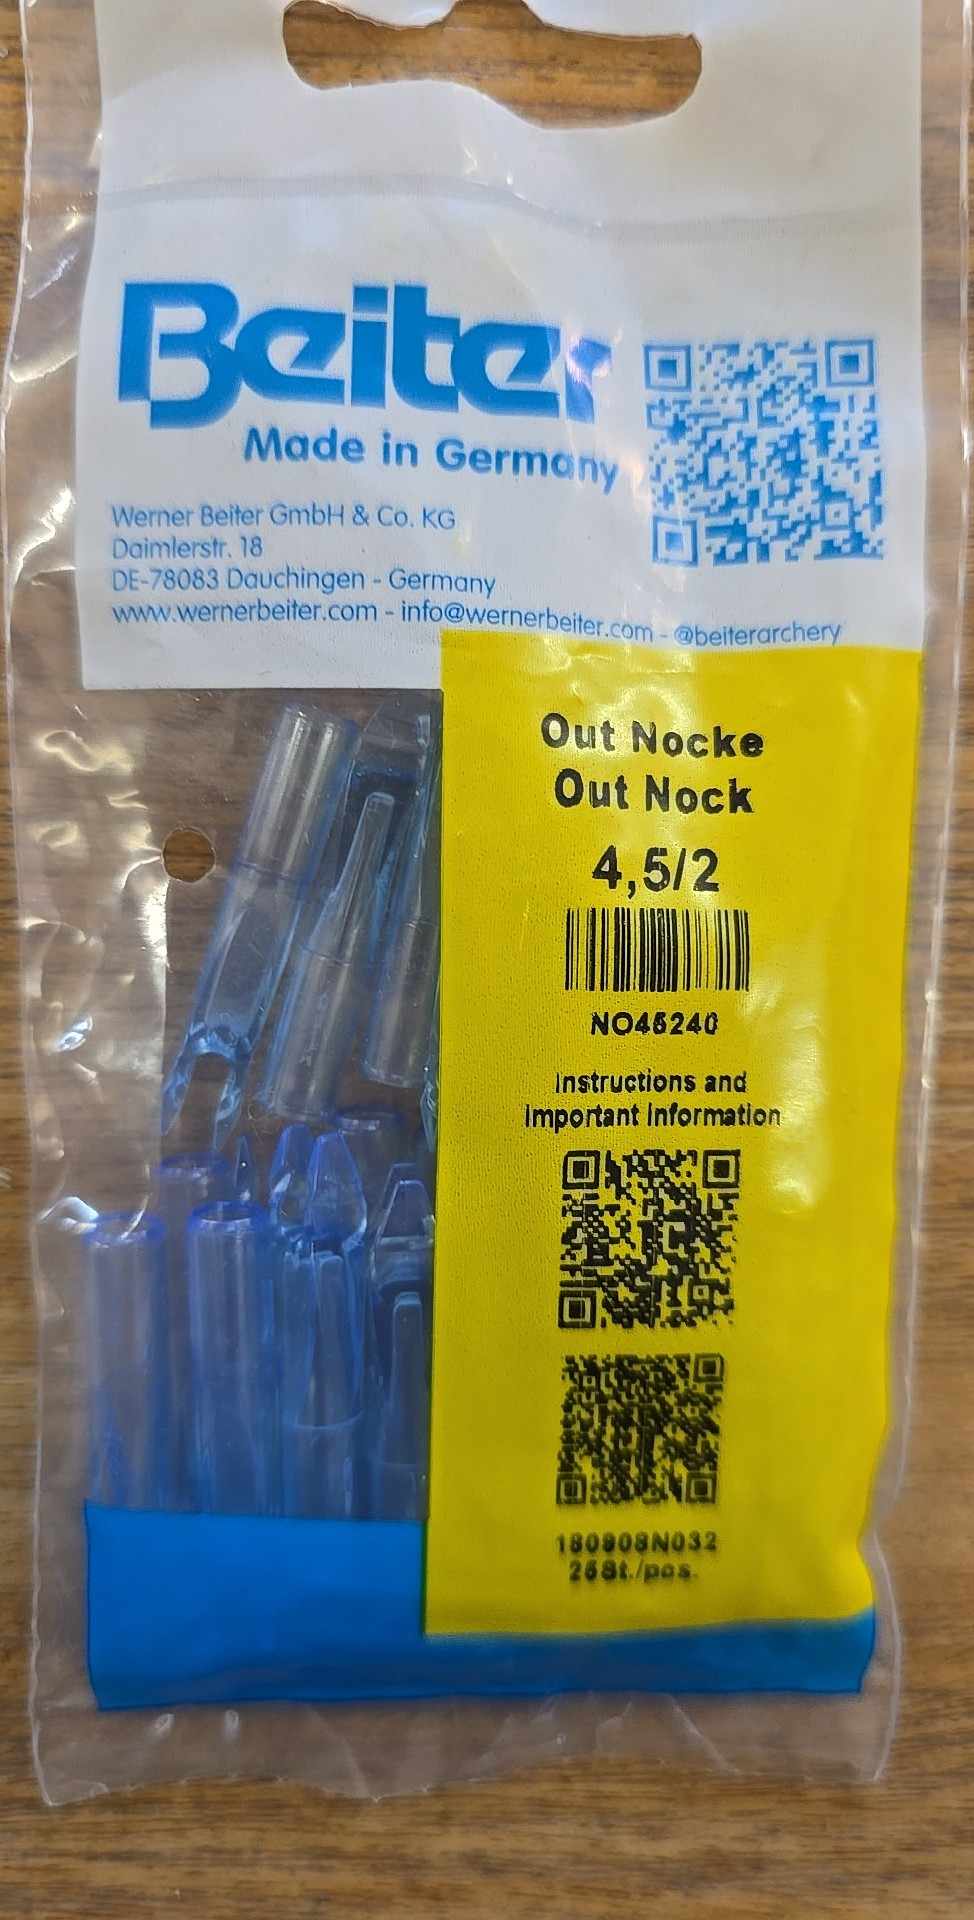 Beiter
Made in Germany
Werner Beiter GmbH & Co. KG
Daimlerstr. 18
DE-78083 Dauchingen - Germany
www.wernerbeiter.com - info@wernerbeiter.com - @beiterarchery
Out Nocke
Out Nock
4,5/2
NO45240
Instructions and
Important Information
180808N032
25St./pcs.